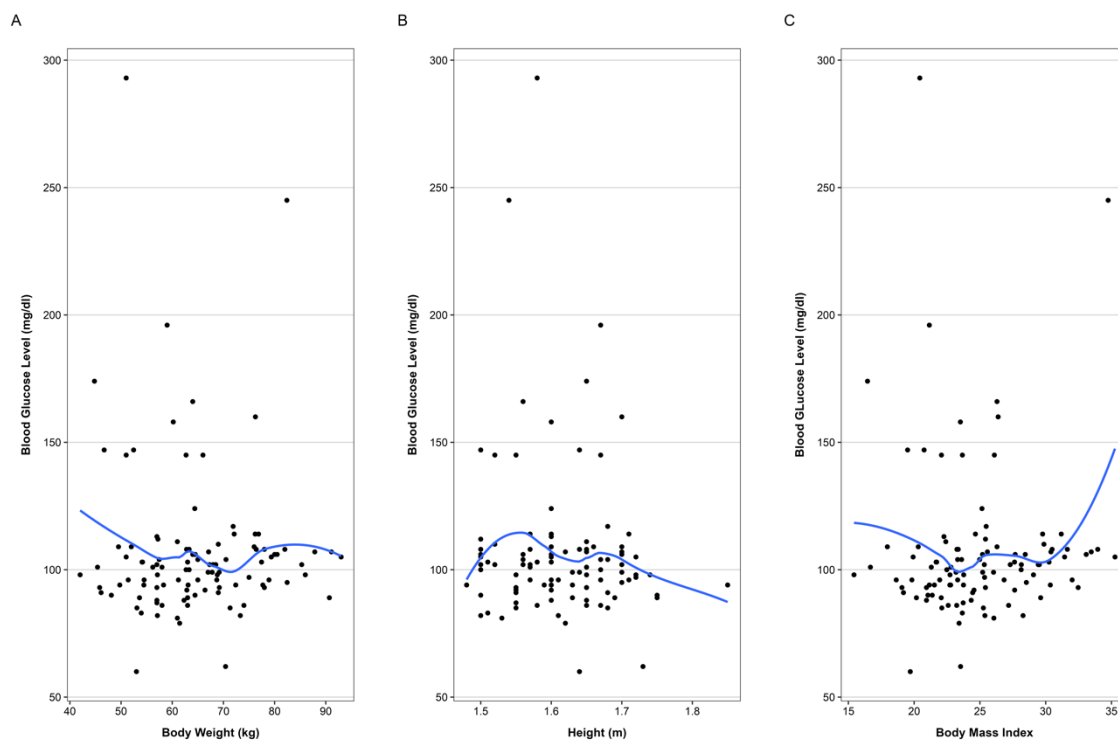 A
B
C
Blood Glucose Level (mg/dl)
300
250
200
150
100
50
40 50 60 70 80 90
Body Weight (kg)
Blood Glucose Level (mg/dl)
300
250
200
150
100
50
1.5 1.6 1.7 1.8
Height (m)
Blood GLucose Level (mg/dl)
300
250
200
150
100
50
15 20 25 30 35
Body Mass Index